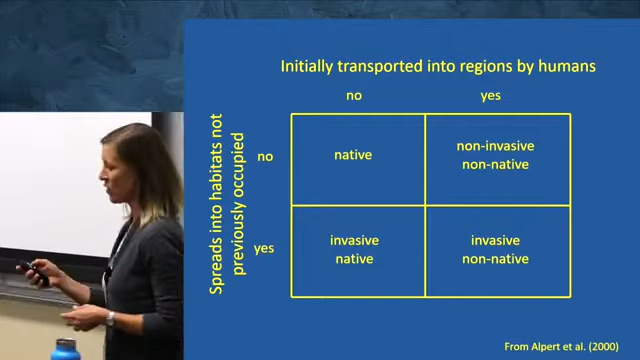 Initially transported into regions by humans
no
yes
Spreads into habitats not
previously occupied
no
native
non-invasive
non-native
yes
invasive
native
invasive
non-native
From Alpert et al. (2000)